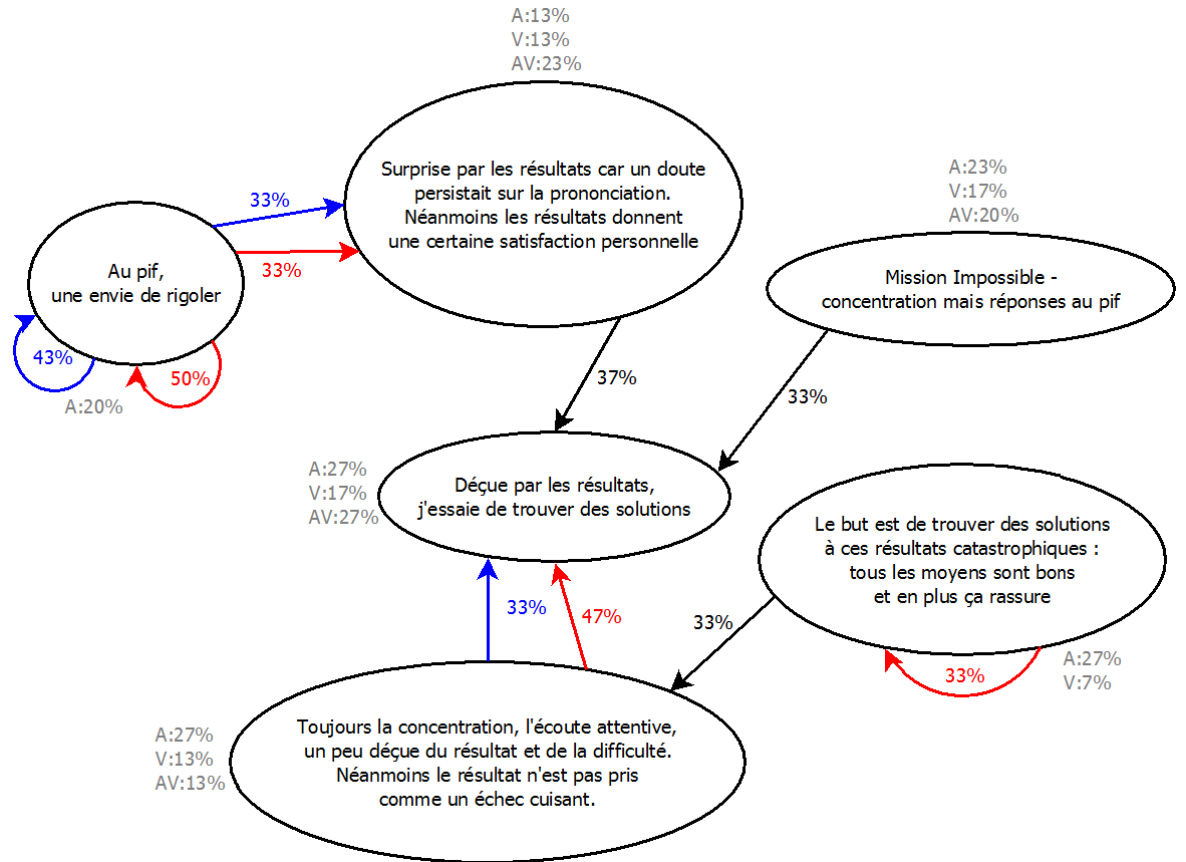 A:13%
V:13%
AV:23%
Surprise par les résultats car un doute
persistait sur la prononciation.
Néanmoins les résultats donnent
une certaine satisfaction personnelle
A:23%
V:17%
AV:20%
33%
33%
Au pif,
une envie de rigoler
Mission Impossible -
concentration mais réponses au pif
43%
50%
A:20%
37%
33%
A:27%
V:17%
AV:27%
Déçue par les résultats,
j'essaie de trouver des solutions
Le but est de trouver des solutions
à ces résultats catastrophiques :
tous les moyens sont bons
et en plus ça rassure
33%
47%
33%
33%
A:27%
V:7%
A:27%
V:13%
AV:13%
Toujours la concentration, l'écoute attentive,
un peu déçue du résultat et de la difficulté.
Néanmoins le résultat n'est pas pris
comme un échec cuisant.